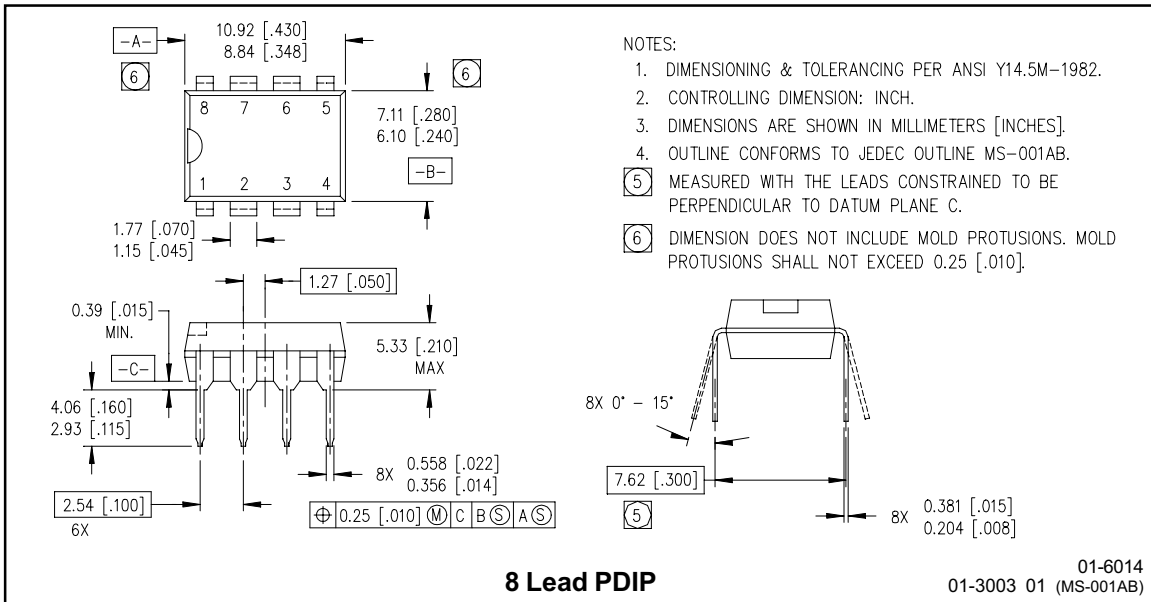 10.92 [.430]
8.84 [.348]
-A-
6
6
8 7 6 5
1 2 3 4
7.11 [.280]
6.10 [.240]
-B-
1.77 [.070]
1.15 [.045]
1.27 [.050]
0.39 [.015]
MIN.
5.33 [.210]
MAX
-C-
4.06 [.160]
2.93 [.115]
8X 0.558 [.022]
0.356 [.014]
2.54 [.100]
6X
⌖ 0.25 [.010] Ⓜ C B Ⓢ A Ⓢ
NOTES:
1. DIMENSIONING & TOLERANCING PER ANSI Y14.5M-1982.
2. CONTROLLING DIMENSION: INCH.
3. DIMENSIONS ARE SHOWN IN MILLIMETERS [INCHES].
4. OUTLINE CONFORMS TO JEDEC OUTLINE MS-001AB.
5 MEASURED WITH THE LEADS CONSTRAINED TO BE
PERPENDICULAR TO DATUM PLANE C.
6 DIMENSION DOES NOT INCLUDE MOLD PROTUSIONS. MOLD
PROTUSIONS SHALL NOT EXCEED 0.25 [.010].
8X 0° - 15°
7.62 [.300]
5
8X 0.381 [.015]
0.204 [.008]
8 Lead PDIP
01-6014
01-3003 01 (MS-001AB)